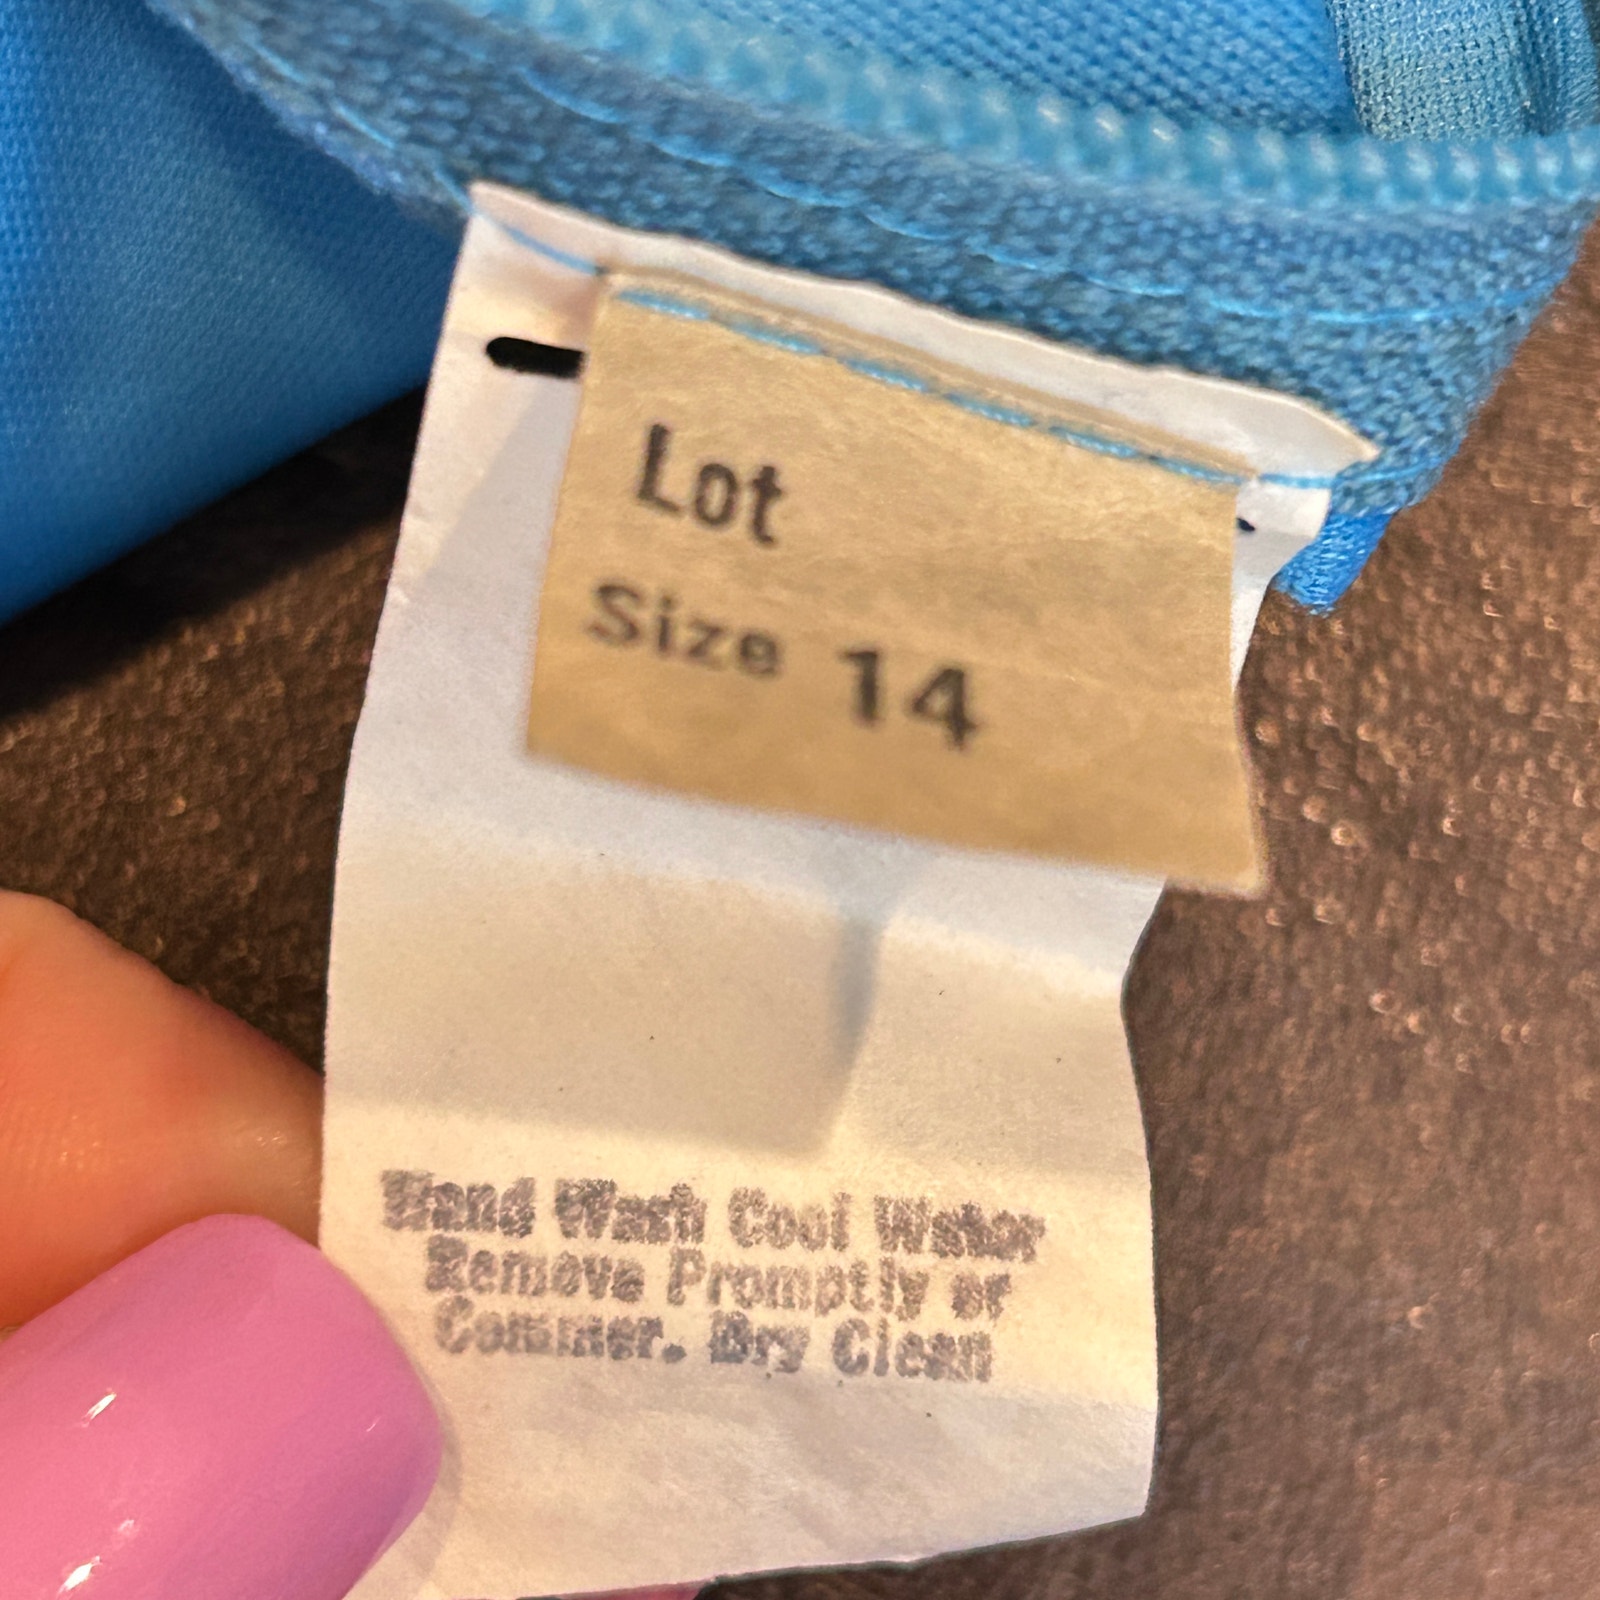 Lot
Size 14
Hand Wash Cool Water
Remove Promptly or
Commer. Dry Clean